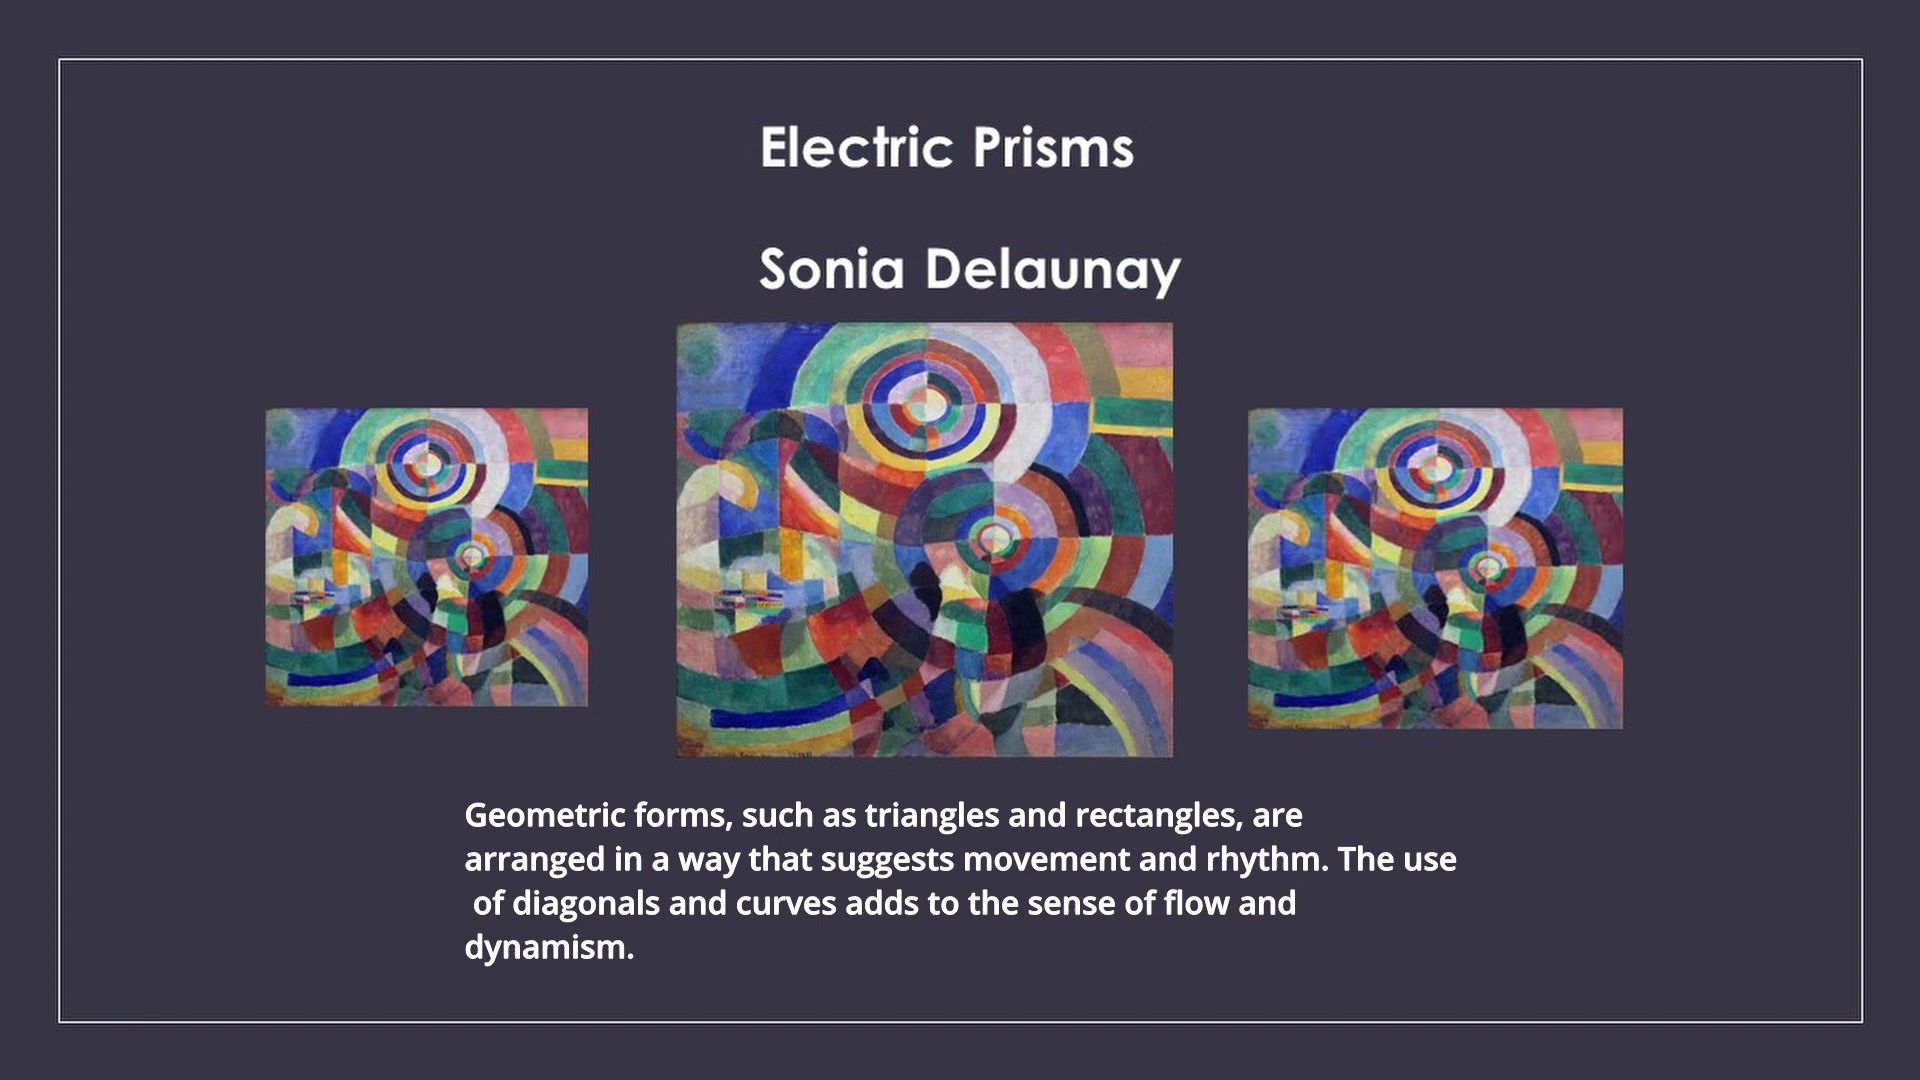 Electric Prisms
Sonia Delaunay
Geometric forms, such as triangles and rectangles, are
arranged in a way that suggests movement and rhythm. The use
of diagonals and curves adds to the sense of flow and
dynamism.